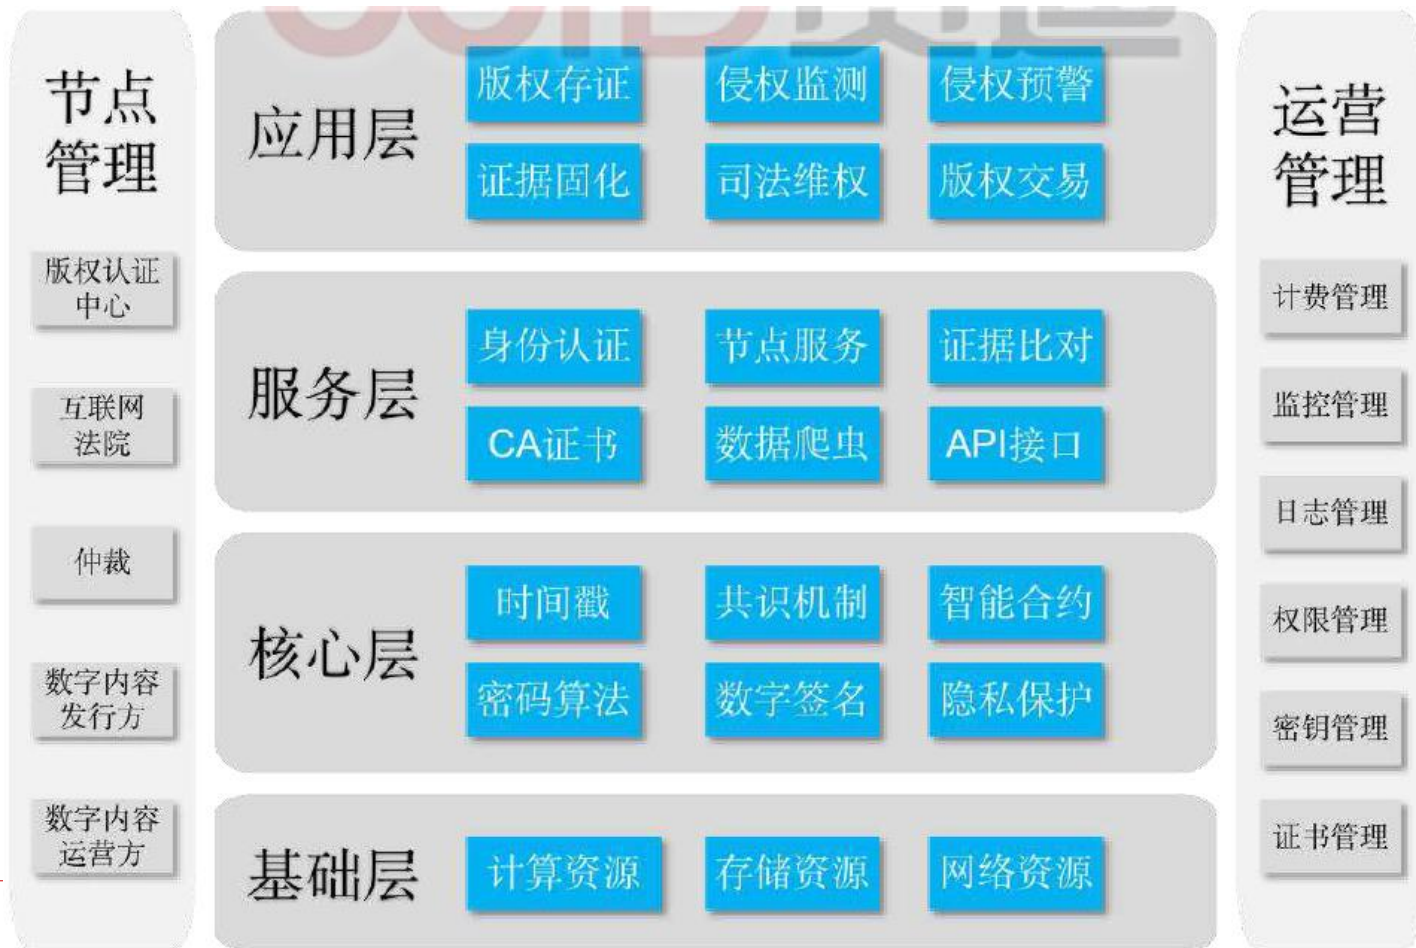 节点
管理
版权认证
中心
互联网
法院
仲裁
数字内容
发行方
数字内容
运营方
应用层
版权存证
侵权监测
侵权预警
证据固化
司法维权
版权交易
服务层
身份认证
节点服务
证据比对
CA证书
数据爬虫
API接口
核心层
时间戳
共识机制
智能合约
密码算法
数字签名
隐私保护
基础层
计算资源
存储资源
网络资源
运营
管理
计费管理
监控管理
日志管理
权限管理
密钥管理
证书管理